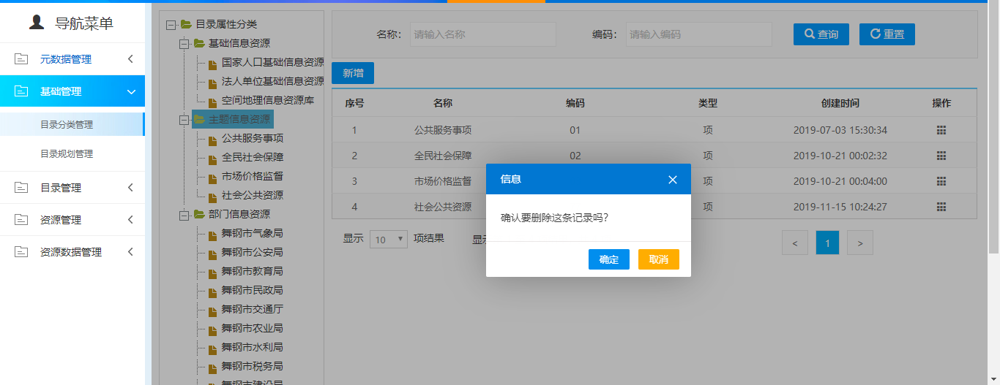 导航菜单
元数据管理
基础管理
目录分类管理
目录规划管理
目录管理
资源管理
资源数据管理
目录属性分类
基础信息资源
国家人口基础信息资源
法人单位基础信息资源
空间地理信息资源库
主题信息资源
公共服务事项
全民社会保障
市场价格监督
社会公共资源
部门信息资源
舞钢市气象局
舞钢市公安局
舞钢市教育局
舞钢市民政局
舞钢市交通厅
舞钢市农业局
舞钢市水利局
舞钢市税务局
舞钢市建设局
名称： 请输入名称 编码： 请输入编码 查询 重置
新增
序号 名称 编码 类型 创建时间 操作
1 公共服务事项 01 项 2019-07-03 15:30:34
2 全民社会保障 02 项 2019-10-21 00:02:32
3 市场价格监督 项 2019-10-21 00:04:00
4 社会公共资源 项 2019-11-15 10:24:27
显示 10 项结果 显 < 1 >
信息
确认要删除这条记录吗？
确定 取消